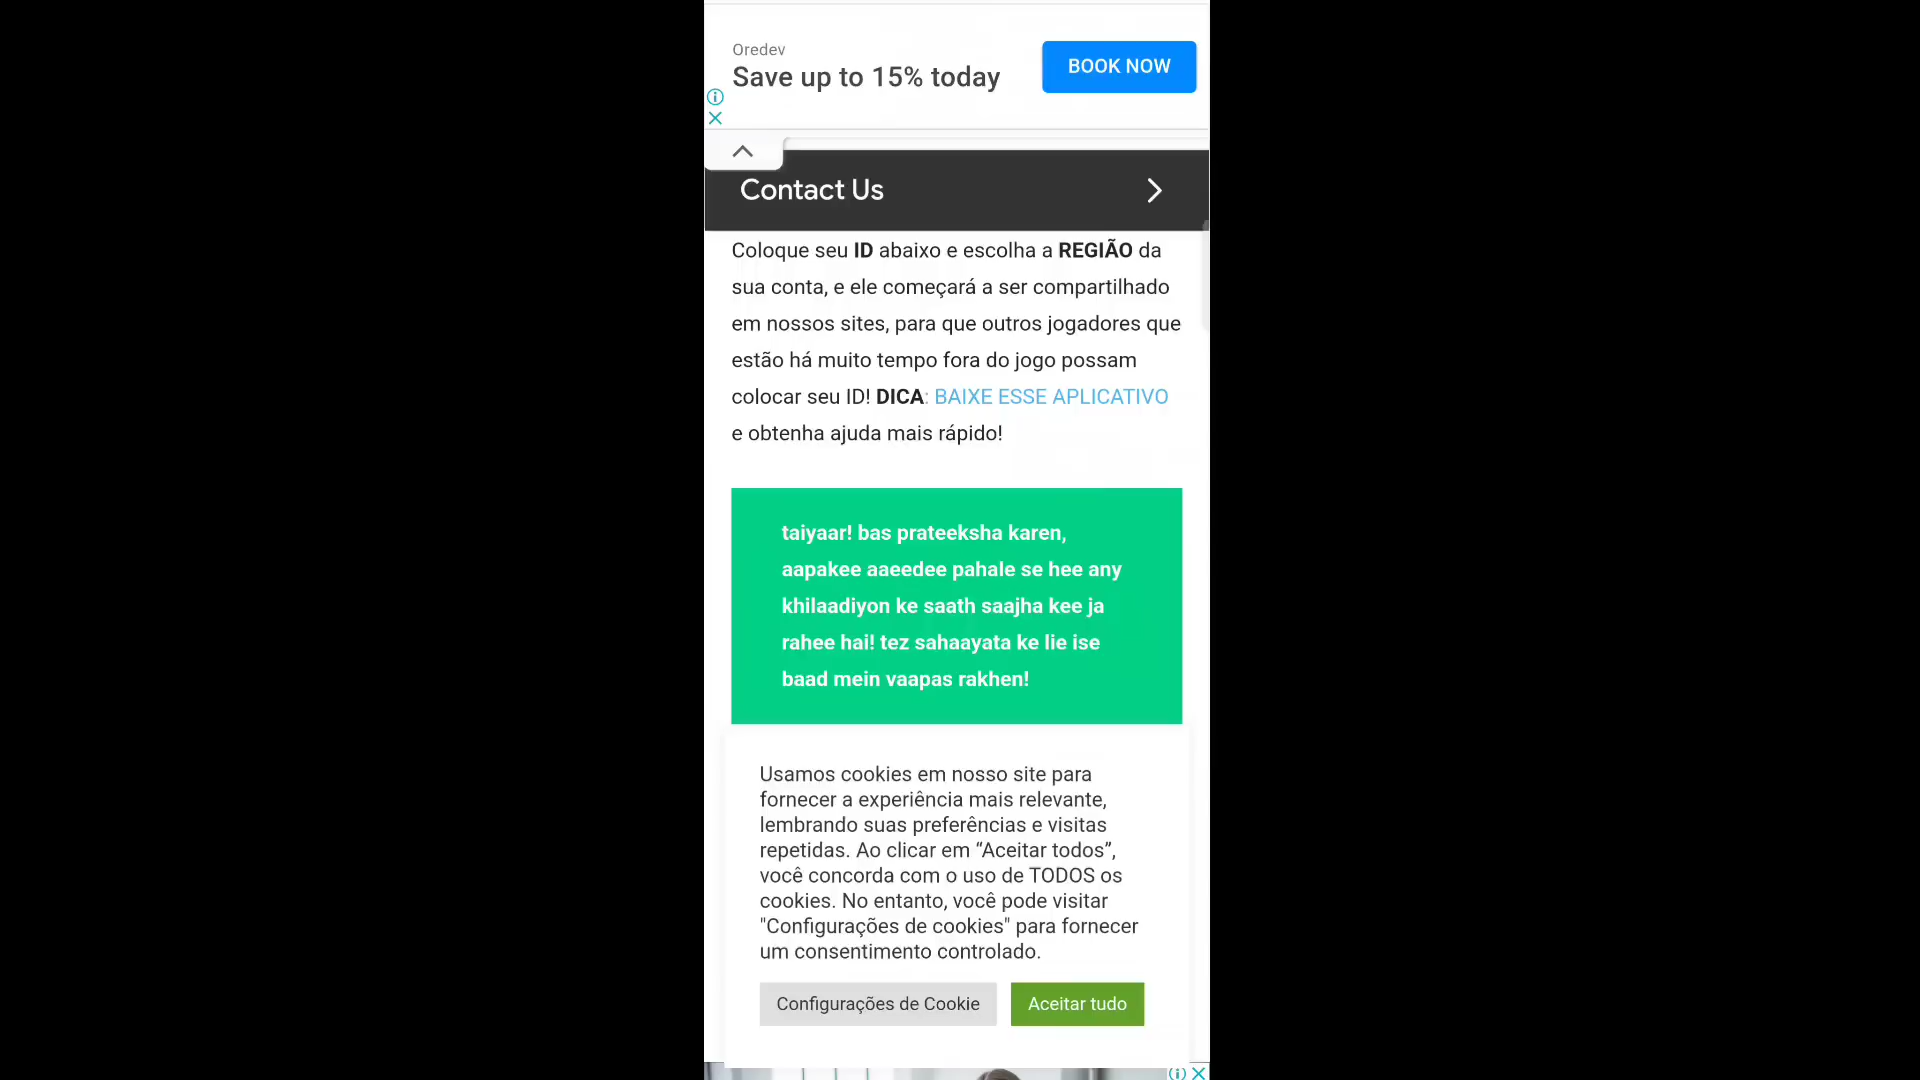 Oredev
Save up to 15% today
BOOK NOW
Contact Us
Coloque seu ID abaixo e escolha a REGIÃO da
sua conta, e ele começará a ser compartilhado
em nossos sites, para que outros jogadores que
estão há muito tempo fora do jogo possam
colocar seu ID! DICA: BAIXE ESSE APLICATIVO
e obtenha ajuda mais rápido!
taiyaar! bas prateeksha karen,
aapakee aaeedee pahale se hee any
khilaadiyon ke saath saajha kee ja
rahee hai! tez sahaayata ke lie ise
baad mein vaapas rakhen!
Usamos cookies em nosso site para
fornecer a experiência mais relevante,
lembrando suas preferências e visitas
repetidas. Ao clicar em “Aceitar todos”,
você concorda com o uso de TODOS os
cookies. No entanto, você pode visitar
"Configurações de cookies" para fornecer
um consentimento controlado.
Configurações de Cookie
Aceitar tudo